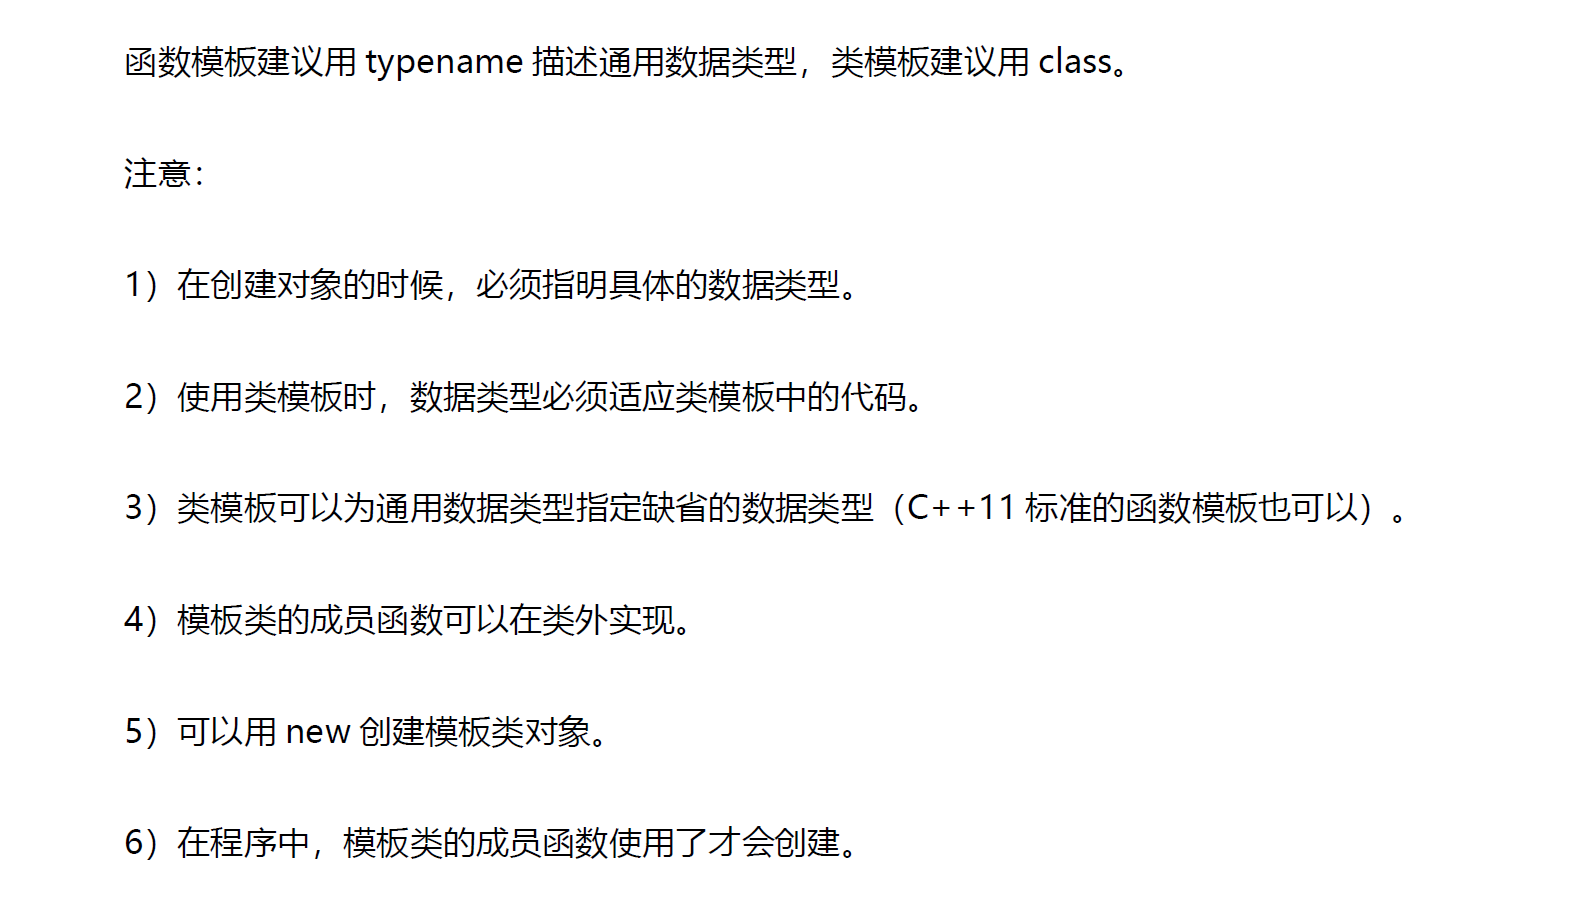 函数模板建议用 typename 描述通用数据类型，类模板建议用 class。
注意：
1）在创建对象的时候，必须指明具体的数据类型。
2）使用类模板时，数据类型必须适应类模板中的代码。
3）类模板可以为通用数据类型指定缺省的数据类型（C++11 标准的函数模板也可以）。
4）模板类的成员函数可以在类外实现。
5）可以用 new 创建模板类对象。
6）在程序中，模板类的成员函数使用了才会创建。